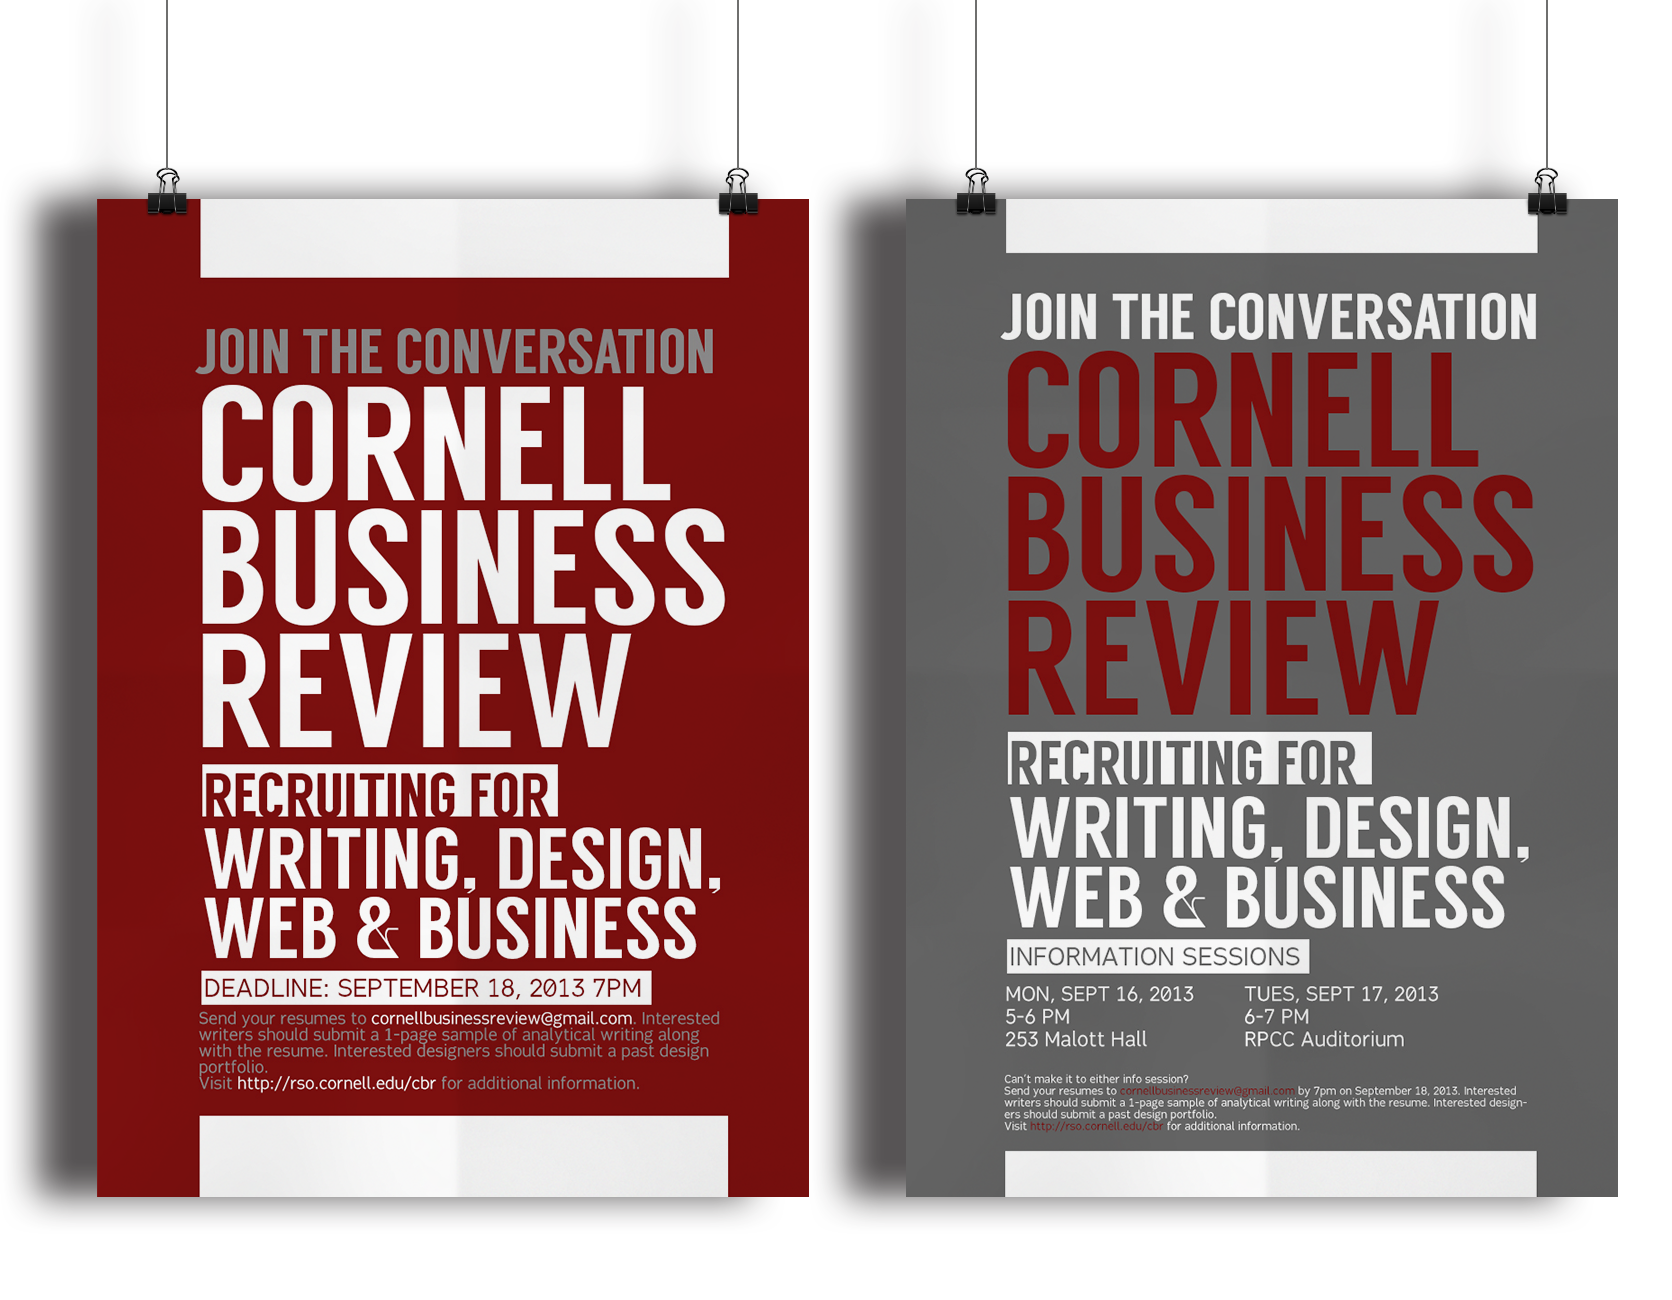 JOIN THE CONVERSATION
CORNELL
BUSINESS
REVIEW
RECRUITING FOR
WRITING, DESIGN,
WEB & BUSINESS
DEADLINE: SEPTEMBER 18, 2013 7PM
Send your resumes to cornellbusinessreview@gmail.com. Interested
writers should submit a 1-page sample of analytical writing along
with the resume. Interested designers should submit a past design
portfolio.
Visit http://rso.cornell.edu/cbr for additional information.
JOIN THE CONVERSATION
CORNELL
BUSINESS
REVIEW
RECRUITING FOR
WRITING, DESIGN,
WEB & BUSINESS
INFORMATION SESSIONS
MON, SEPT 16, 2013
5-6 PM
253 Malott Hall
TUES, SEPT 17, 2013
6-7 PM
RPCC Auditorium
Can't make it to either info session?
Send your resumes to cornellbusinessreview@gmail.com by 7pm on September 18, 2013. Interested
writers should submit a 1-page sample of analytical writing along with the resume. Interested design-
ers should submit a past design portfolio.
Visit http://rso.cornell.edu/cbr for additional information.